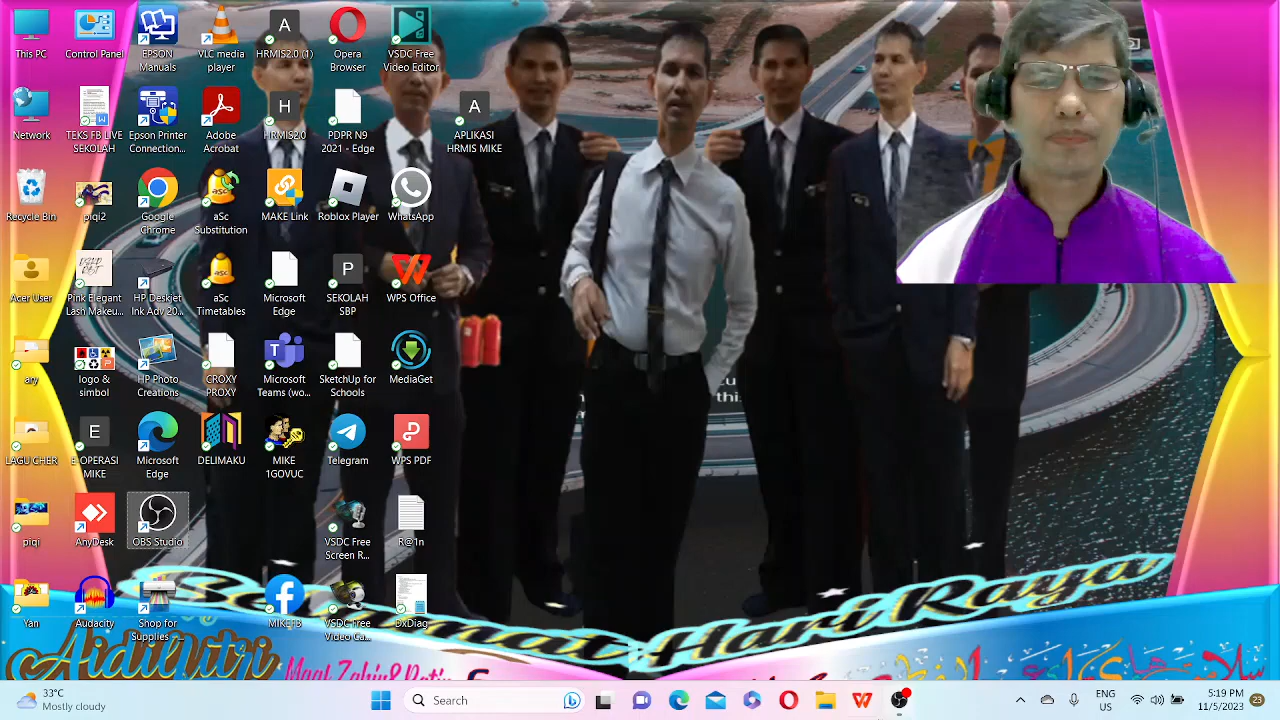 This PC
Control Panel
EPSON Manuals
VLC media player
HRMIS2.0 (1)
Opera Browser
VSDC Free Video Editor
Network
TEKS FB LIVE SEKOLAH
Epson Printer Connection...
Adobe Acrobat
H
HRMIS2.0
PDPR N9 2021 - Edge
A
APLIKASI HRMIS MIKE
Recycle Bin
piqi2
Google Chrome
aSc Substitution
MAKE Link
Roblox Player
WhatsApp
Acer User
Pink Elegant Lash Makeu...
HP Deskjet Ink Adv 20...
aSc Timetables
Microsoft Edge
P
SEKOLAH SBP
WPS Office
any
logo & simbol
HP Photo Creations
CROXY PROXY
Microsoft Teams (wo...
SketchUp for Schools
MediaGet
LAGU CHER
E
E OPERASI MIKE
Microsoft Edge
DELIMAKU
MIKE 1GOVUC
Telegram
WPS PDF
piqi
AnyDesk
OBS Studio
VSDC Free Screen R...
R@1n
Yan
Audacity
Shop for Supplies
MIKE FB
VSDC Free Video Ca...
DxDiag
Hari Raya
Aidilfitri
Maaf Zahir & Batin
33°C
Mostly cloudy
Search
ENG
US
5:19 PM
11/5/2023
23